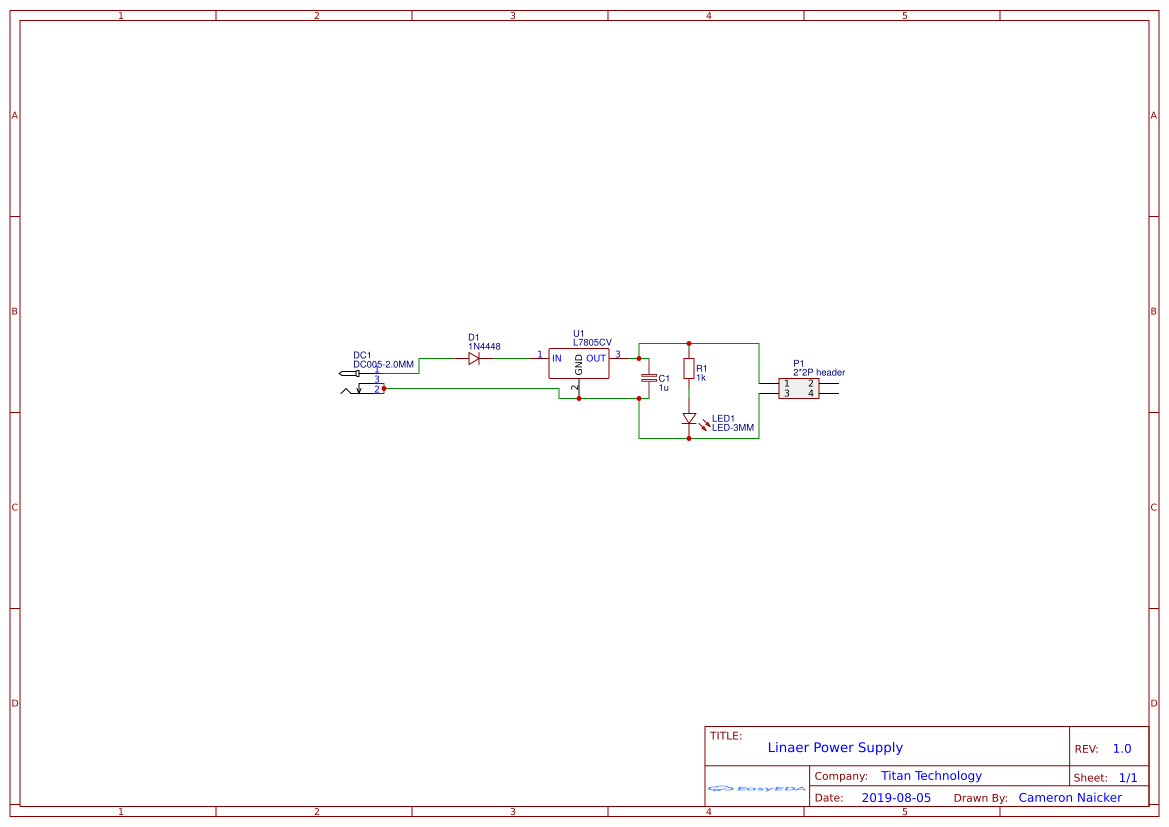 1 2 3 4 5
A A
B B
C C
D D
DC1
DC005-2.0MM
1
3
2
D1
1N4448
U1
L7805CV
1 IN OUT 3
GND
2
C1
1u
R1
1k
LED1
LED-3MM
P1
2*2P header
1 2
3 4
TITLE:
Linaer Power Supply
REV: 1.0
EasyEDA
Company: Titan Technology
Sheet: 1/1
Date: 2019-08-05 Drawn By: Cameron Naicker
1 2 3 4 5